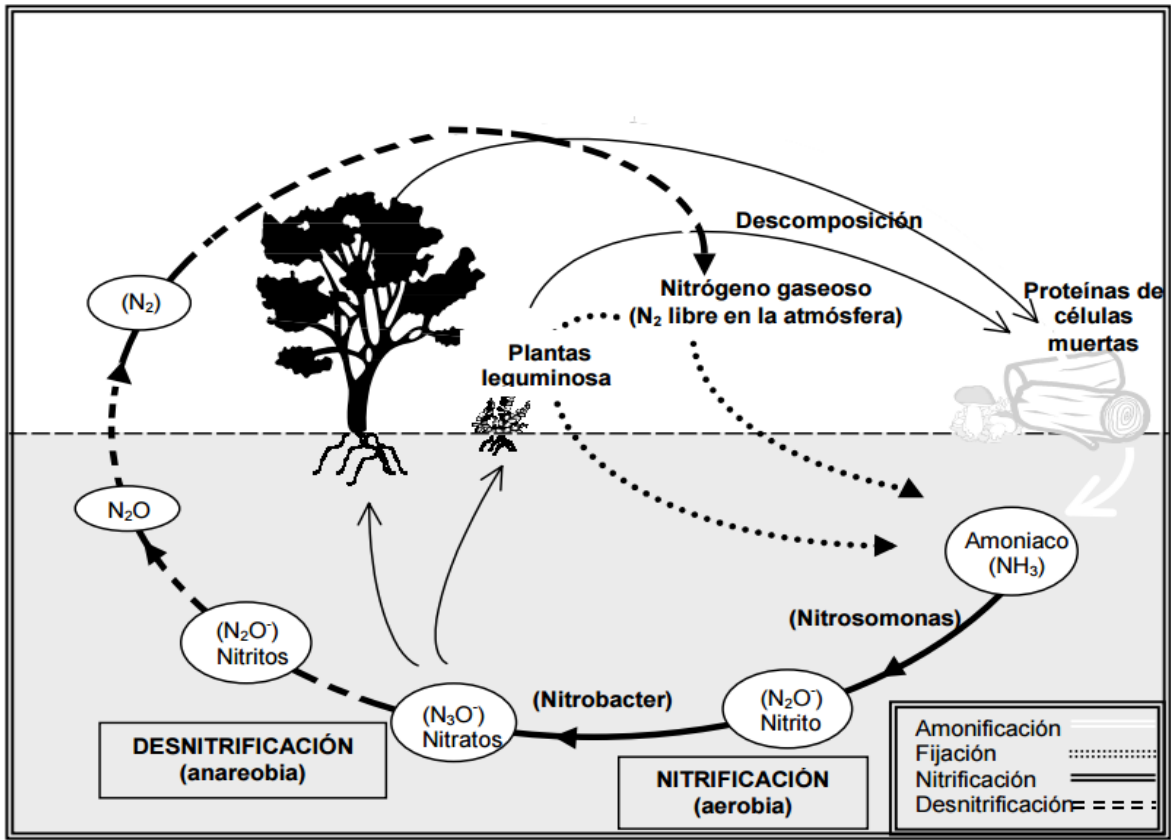 Descomposición
Nitrógeno gaseoso
(N₂ libre en la atmósfera)
Proteínas de
células
muertas
(N₂)
Plantas
leguminosa
N₂O
Amoniaco
(NH₃)
(Nitrosomonas)
(N₂O⁻)
Nitritos
(N₃O⁻)
Nitratos
(Nitrobacter)
(N₂O⁻)
Nitrito
DESNITRIFICACIÓN
(anareobia)
NITRIFICACIÓN
(aerobia)
Amonificación
Fijación
Nitrificación
Desnitrificación